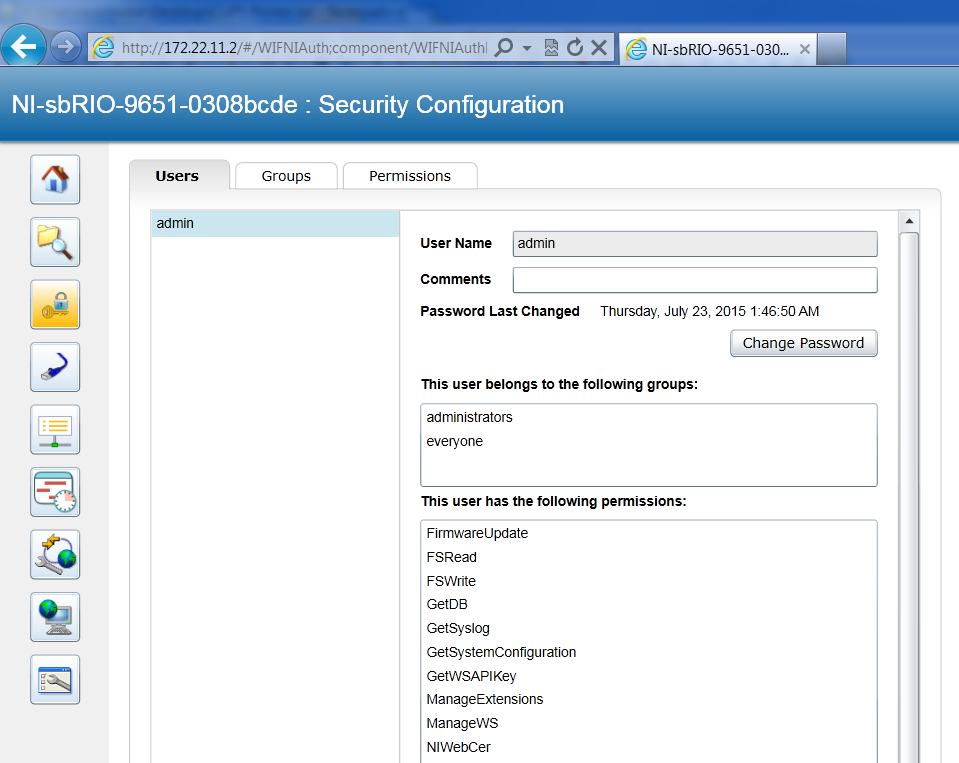 http://172.22.11.2/#/WIFNIAuth;component/WIFNIAuthI
NI-sbRIO-9651-030...
NI-sbRIO-9651-0308bcde : Security Configuration
Users Groups Permissions
admin
User Name admin
Comments
Password Last Changed Thursday, July 23, 2015 1:46:50 AM
Change Password
This user belongs to the following groups:
administrators
everyone
This user has the following permissions:
FirmwareUpdate
FSRead
FSWrite
GetDB
GetSyslog
GetSystemConfiguration
GetWSAPIKey
ManageExtensions
ManageWS
NIWebCer